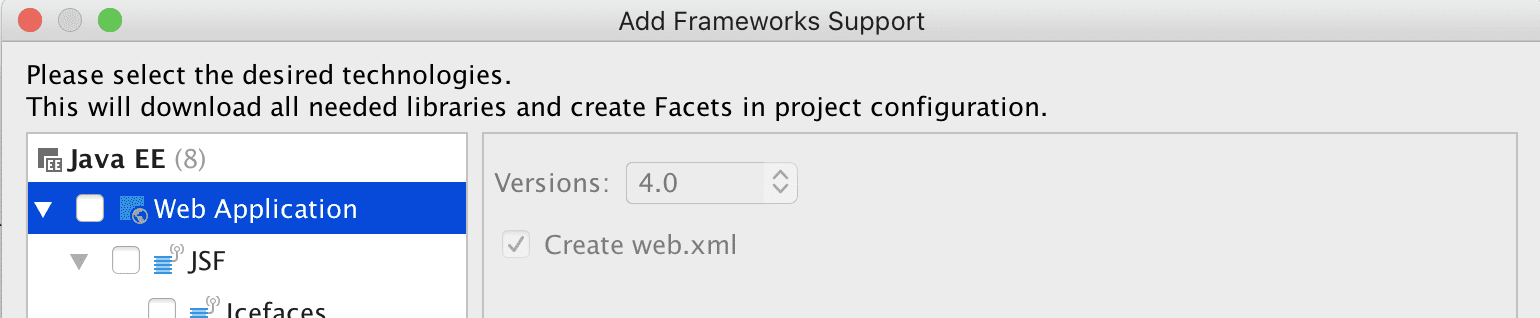 Add Frameworks Support
Please select the desired technologies.
This will download all needed libraries and create Facets in project configuration.
Java EE (8)
Web Application
JSF
Icefaces
Versions: 4.0
Create web.xml